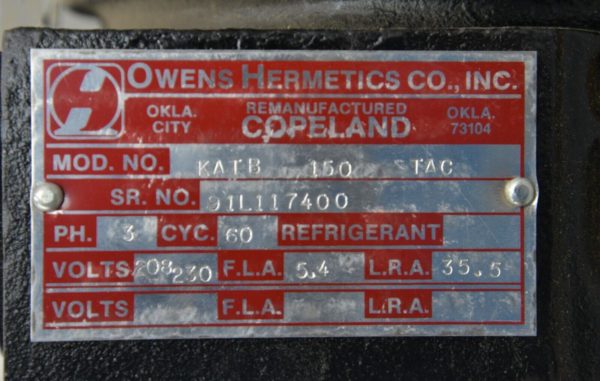 OWENS HERMETICS CO., INC.
OKLA. CITY REMANUFACTURED COPELAND OKLA. 73104
MOD. NO. KATB 150 TAC
SR. NO. 91L117400
PH. 3 CYC. 60 REFRIGERANT
VOLTS 208 230 F.L.A. 5.4 L.R.A. 35.5
VOLTS F.L.A. L.R.A.